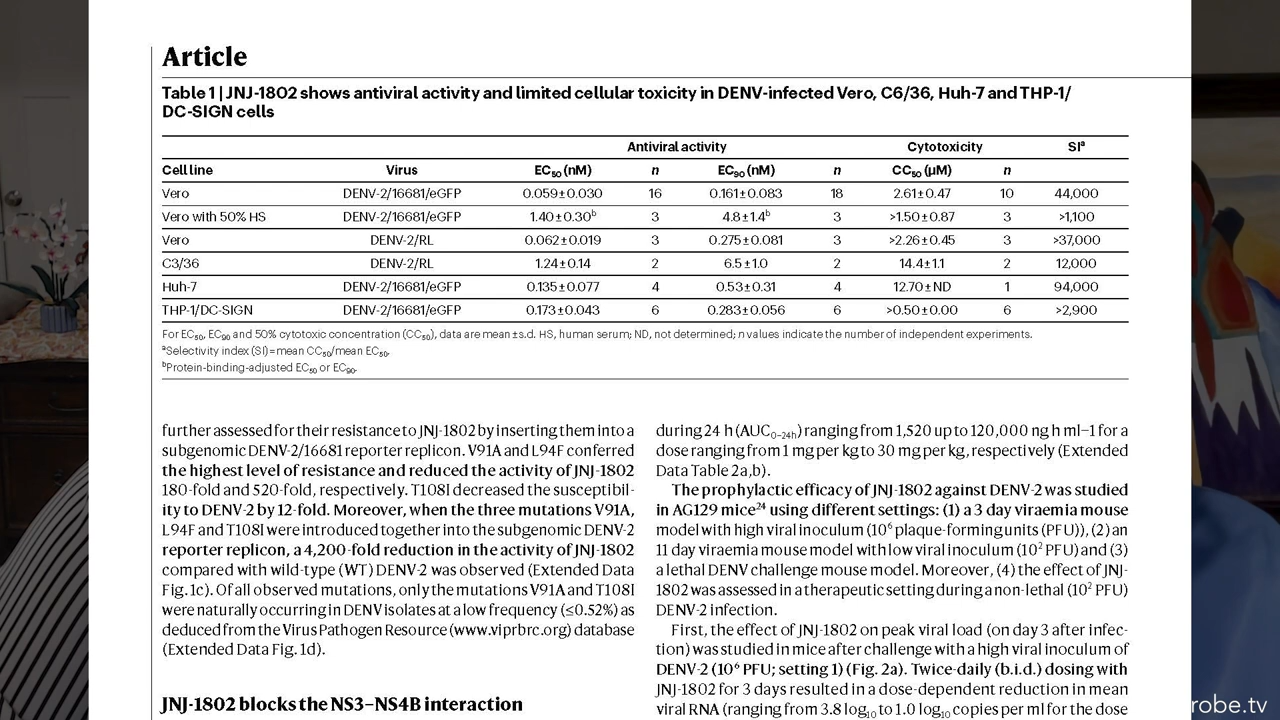 Article
Table 1 | JNJ-1802 shows antiviral activity and limited cellular toxicity in DENV-infected Vero, C6/36, Huh-7 and THP-1/
DC-SIGN cells
Antiviral activity Cytotoxicity SIᵃ
Cell line Virus EC₅₀ (nM) n EC₉₀ (nM) n CC₅₀ (μM) n
Vero DENV-2/16681/eGFP 0.059±0.030 16 0.161±0.083 18 2.61±0.47 10 44,000
Vero with 50% HS DENV-2/16681/eGFP 1.40±0.30ᵇ 3 4.8±1.4ᵇ 3 >1.50±0.87 3 >1,100
Vero DENV-2/RL 0.062±0.019 3 0.275±0.081 3 >2.26±0.45 3 >37,000
C3/36 DENV-2/RL 1.24±0.14 2 6.5±1.0 2 14.4±1.1 2 12,000
Huh-7 DENV-2/16681/eGFP 0.135±0.077 4 0.53±0.31 4 12.70±ND 1 94,000
THP-1/DC-SIGN DENV-2/16681/eGFP 0.173±0.043 6 0.283±0.056 6 >0.50±0.00 6 >2,900
For EC₅₀, EC₉₀ and 50% cytotoxic concentration (CC₅₀), data are mean ± s.d. HS, human serum; ND, not determined; n values indicate the number of independent experiments.
ᵃSelectivity index (SI) = mean CC₅₀/mean EC₅₀.
ᵇProtein-binding-adjusted EC₅₀ or EC₉₀.
further assessed for their resistance to JNJ-1802 by inserting them into a
subgenomic DENV-2/16681 reporter replicon. V91A and L94F conferred
the highest level of resistance and reduced the activity of JNJ-1802
180-fold and 520-fold, respectively. T108I decreased the susceptibil-
ity to DENV-2 by 12-fold. Moreover, when the three mutations V91A,
L94F and T108I were introduced together into the subgenomic DENV-2
reporter replicon, a 4,200-fold reduction in the activity of JNJ-1802
compared with wild-type (WT) DENV-2 was observed (Extended Data
Fig. 1c). Of all observed mutations, only the mutations V91A and T108I
were naturally occurring in DENV isolates at a low frequency (≤0.52%) as
deduced from the Virus Pathogen Resource (www.viprbrc.org) database
(Extended Data Fig. 1d).
JNJ-1802 blocks the NS3–NS4B interaction
during 24 h (AUC₀₋₂₄ₕ) ranging from 1,520 up to 120,000 ng h ml−1 for a
dose ranging from 1 mg per kg to 30 mg per kg, respectively (Extended
Data Table 2a,b).
The prophylactic efficacy of JNJ-1802 against DENV-2 was studied
in AG129 mice²⁴ using different settings: (1) a 3 day viraemia mouse
model with high viral inoculum (10⁶ plaque-forming units (PFU)), (2) an
11 day viraemia mouse model with low viral inoculum (10² PFU) and (3)
a lethal DENV challenge mouse model. Moreover, (4) the effect of JNJ-
1802 was assessed in a therapeutic setting during a non-lethal (10² PFU)
DENV-2 infection.
First, the effect of JNJ-1802 on peak viral load (on day 3 after infec-
tion) was studied in mice after challenge with a high viral inoculum of
DENV-2 (10⁶ PFU; setting 1) (Fig. 2a). Twice-daily (b.i.d.) dosing with
JNJ-1802 for 3 days resulted in a dose-dependent reduction in mean
viral RNA (ranging from 3.8 log₁₀ to 1.0 log₁₀ copies per ml for the dose
robe.tv